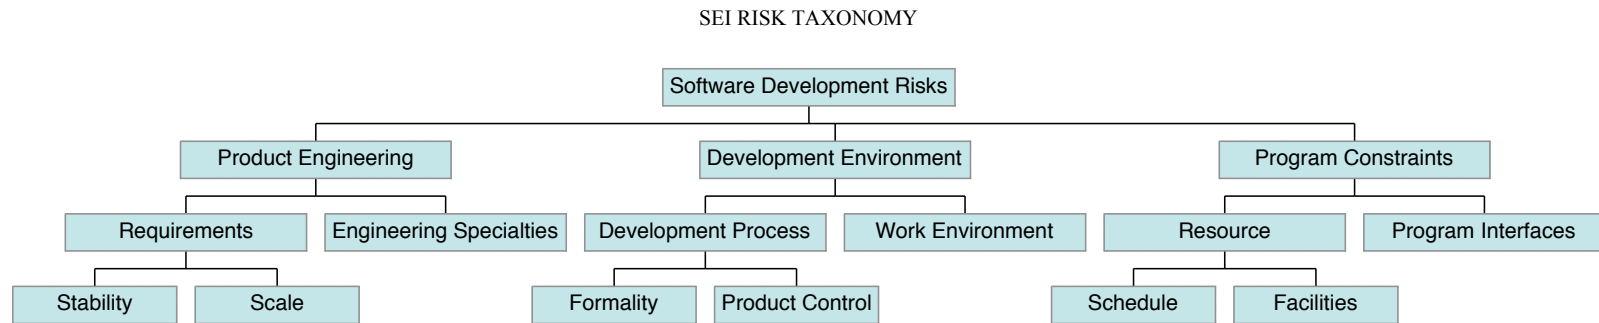 SEI RISK TAXONOMY
Software Development Risks
Product Engineering
Development Environment
Program Constraints
Requirements
Engineering Specialties
Development Process
Work Environment
Resource
Program Interfaces
Stability
Scale
Formality
Product Control
Schedule
Facilities